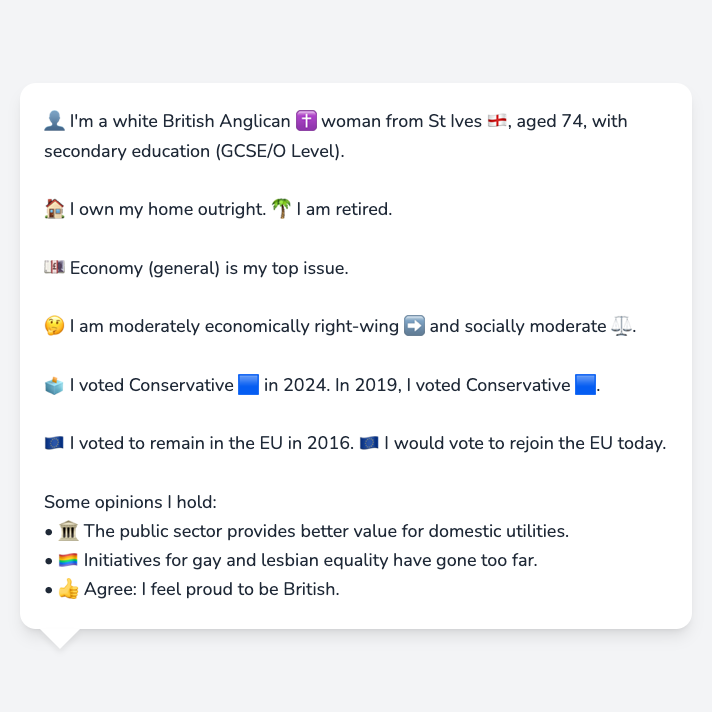 👤 I'm a white British Anglican ✝️ woman from St Ives 🏴󠁧󠁢󠁥󠁮󠁧󠁿, aged 74, with
secondary education (GCSE/O Level).
🏠 I own my home outright. 🌴 I am retired.
💷 Economy (general) is my top issue.
🤔 I am moderately economically right-wing ➡️ and socially moderate ⚖️.
🗳️ I voted Conservative 🟦 in 2024. In 2019, I voted Conservative 🟦.
🇪🇺 I voted to remain in the EU in 2016. 🇪🇺 I would vote to rejoin the EU today.
Some opinions I hold:
• 🏛️ The public sector provides better value for domestic utilities.
• 🏳️‍🌈 Initiatives for gay and lesbian equality have gone too far.
• 👍 Agree: I feel proud to be British.